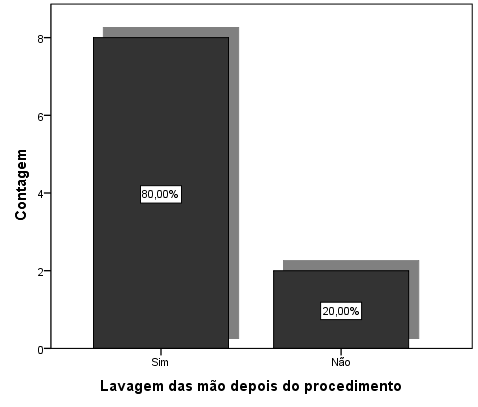 8
6
4
2
0
Contagem
80,00%
20,00%
Sim
Não
Lavagem das mão depois do procedimento